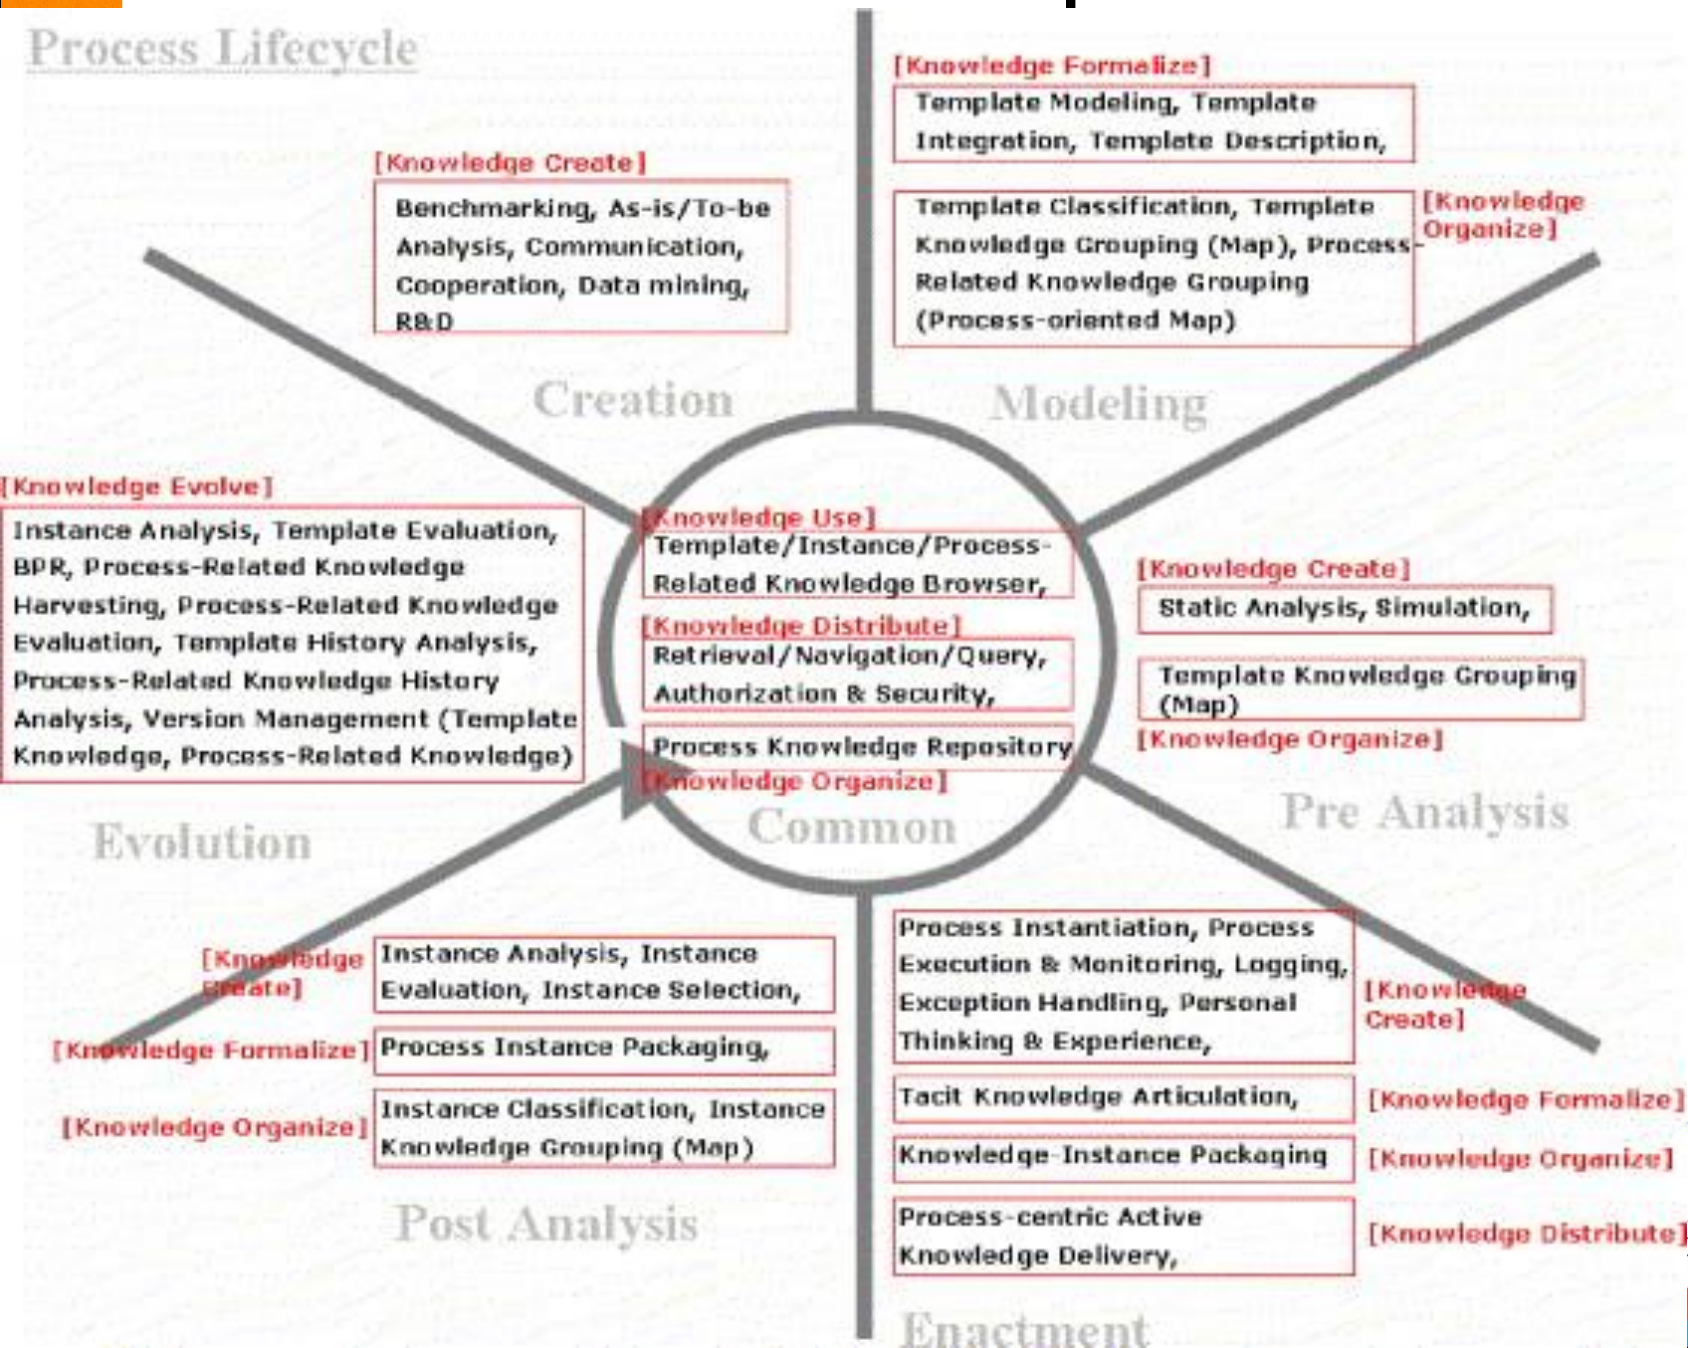 Process Lifecycle
[Knowledge Create]
Benchmarking, As-is/To-be
Analysis, Communication,
Cooperation, Data mining,
R&D
Creation
[Knowledge Formalize]
Template Modeling, Template
Integration, Template Description,
Template Classification, Template
Knowledge Grouping (Map), Process-
Related Knowledge Grouping
(Process-oriented Map)
[Knowledge
Organize]
Modeling
[Knowledge Evolve]
Instance Analysis, Template Evaluation,
BPR, Process-Related Knowledge
Harvesting, Process-Related Knowledge
Evaluation, Template History Analysis,
Process-Related Knowledge History
Analysis, Version Management (Template
Knowledge, Process-Related Knowledge)
Evolution
[Knowledge Use]
Template/Instance/Process-
Related Knowledge Browser,
[Knowledge Distribute]
Retrieval/Navigation/Query,
Authorization & Security,
Process Knowledge Repository
[Knowledge Organize]
Common
[Knowledge Create]
Static Analysis, Simulation,
Template Knowledge Grouping
(Map)
[Knowledge Organize]
Pre Analysis
[Knowledge
Create]
Instance Analysis, Instance
Evaluation, Instance Selection,
[Knowledge Formalize]
Process Instance Packaging,
[Knowledge Organize]
Instance Classification, Instance
Knowledge Grouping (Map)
Post Analysis
Process Instantiation, Process
Execution & Monitoring, Logging,
Exception Handling, Personal
Thinking & Experience,
[Knowledge
Create]
Tacit Knowledge Articulation,
[Knowledge Formalize]
Knowledge-Instance Packaging
[Knowledge Organize]
Process-centric Active
Knowledge Delivery,
[Knowledge Distribute]
Enactment